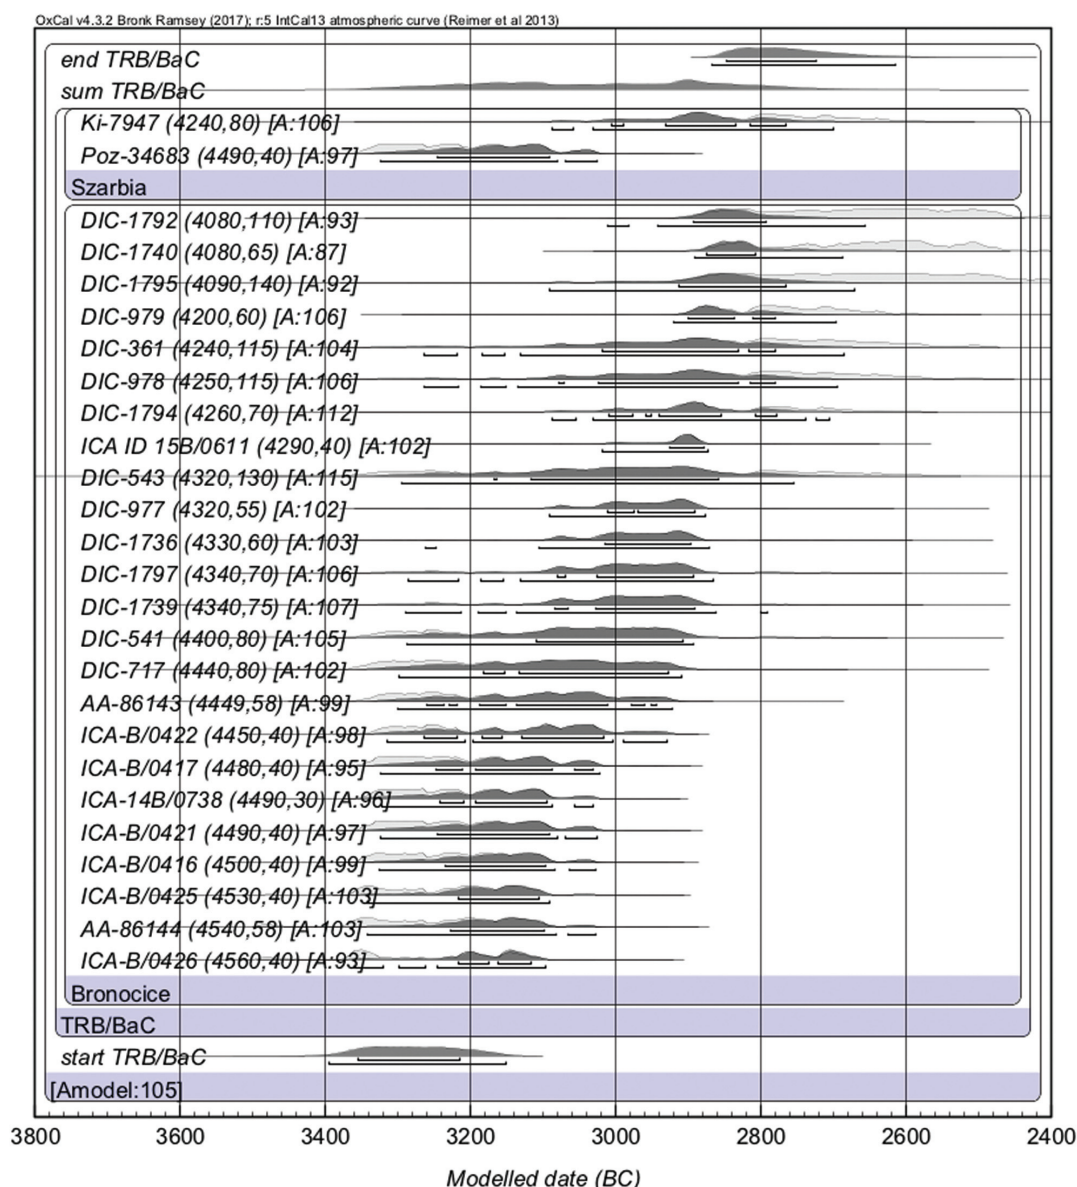 OxCal v4.3.2 Bronk Ramsey (2017); r:5 IntCal13 atmospheric curve (Reimer et al 2013)
end TRB/BaC
sum TRB/BaC
Ki-7947 (4240,80) [A:106]
Poz-34683 (4490,40) [A:97]
Szarbia
DIC-1792 (4080,110) [A:93]
DIC-1740 (4080,65) [A:87]
DIC-1795 (4090,140) [A:92]
DIC-979 (4200,60) [A:106]
DIC-361 (4240,115) [A:104]
DIC-978 (4250,115) [A:106]
DIC-1794 (4260,70) [A:112]
ICA ID 15B/0611 (4290,40) [A:102]
DIC-543 (4320,130) [A:115]
DIC-977 (4320,55) [A:102]
DIC-1736 (4330,60) [A:103]
DIC-1797 (4340,70) [A:106]
DIC-1739 (4340,75) [A:107]
DIC-541 (4400,80) [A:105]
DIC-717 (4440,80) [A:102]
AA-86143 (4449,58) [A:99]
ICA-B/0422 (4450,40) [A:98]
ICA-B/0417 (4480,40) [A:95]
ICA-14B/0738 (4490,30) [A:96]
ICA-B/0421 (4490,40) [A:97]
ICA-B/0416 (4500,40) [A:99]
ICA-B/0425 (4530,40) [A:103]
AA-86144 (4540,58) [A:103]
ICA-B/0426 (4560,40) [A:93]
Bronocice
TRB/BaC
start TRB/BaC
[Amodel:105]
3800 3600 3400 3200 3000 2800 2600 2400
Modelled date (BC)